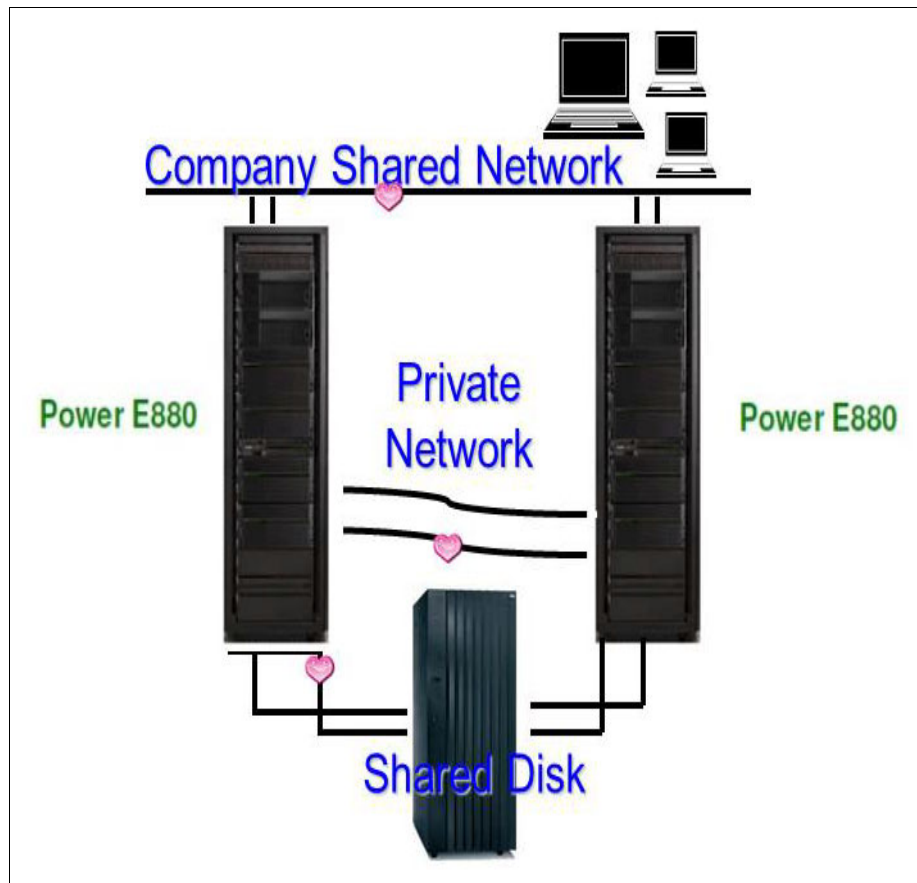 Company Shared Network
Private
Network
Power E880
Power E880
Shared Disk